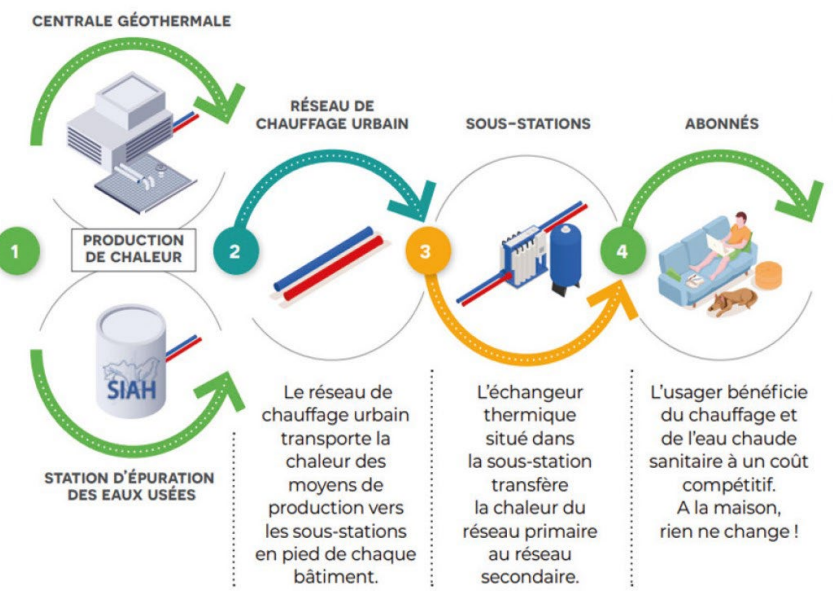 CENTRALE GÉOTHERMALE
1
PRODUCTION
DE CHALEUR
SIAH
STATION D'ÉPURATION
DES EAUX USÉES
RÉSEAU DE
CHAUFFAGE URBAIN
2
Le réseau de
chauffage urbain
transporte la
chaleur des
moyens de
production vers
les sous-stations
en pied de chaque
bâtiment.
SOUS-STATIONS
3
L'échangeur
thermique
situé dans
la sous-station
transfère
la chaleur du
réseau primaire
au réseau
secondaire.
ABONNÉS
4
L'usager bénéficie
du chauffage et
de l'eau chaude
sanitaire à un coût
compétitif.
A la maison,
rien ne change !